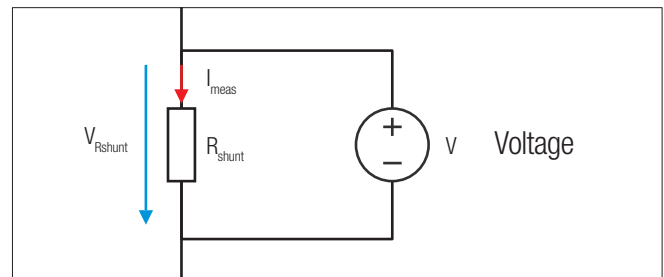 I_meas
V_Rshunt
R_shunt
+
−
V
Voltage